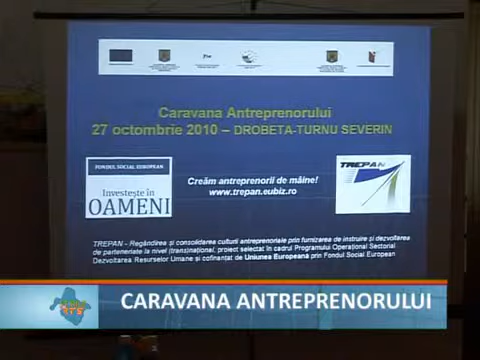 Caravana Antreprenorului
27 octombrie 2010 – DROBETA-TURNU SEVERIN
FONDUL SOCIAL EUROPEAN
Investește în
OAMENI
Creăm antreprenorii de mâine!
www.trepan.eubiz.ro
TREPAN
TREPAN - Regândirea și consolidarea culturii antreprenoriale prin furnizarea de instruire și dezvoltarea
de parteneriate la nivel (trans)național, proiect selectat în cadrul Programului Operațional Sectorial
Dezvoltarea Resurselor Umane și cofinanțat de Uniunea Europeană prin Fondul Social European
CARAVANA ANTREPRENORULUI